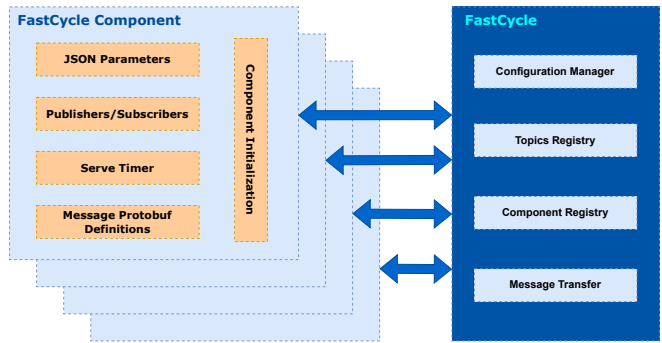 FastCycle Component
JSON Parameters
Publishers/Subscribers
Serve Timer
Message Protobuf
Definitions
Component Initialization
FastCycle
Configuration Manager
Topics Registry
Component Registry
Message Transfer